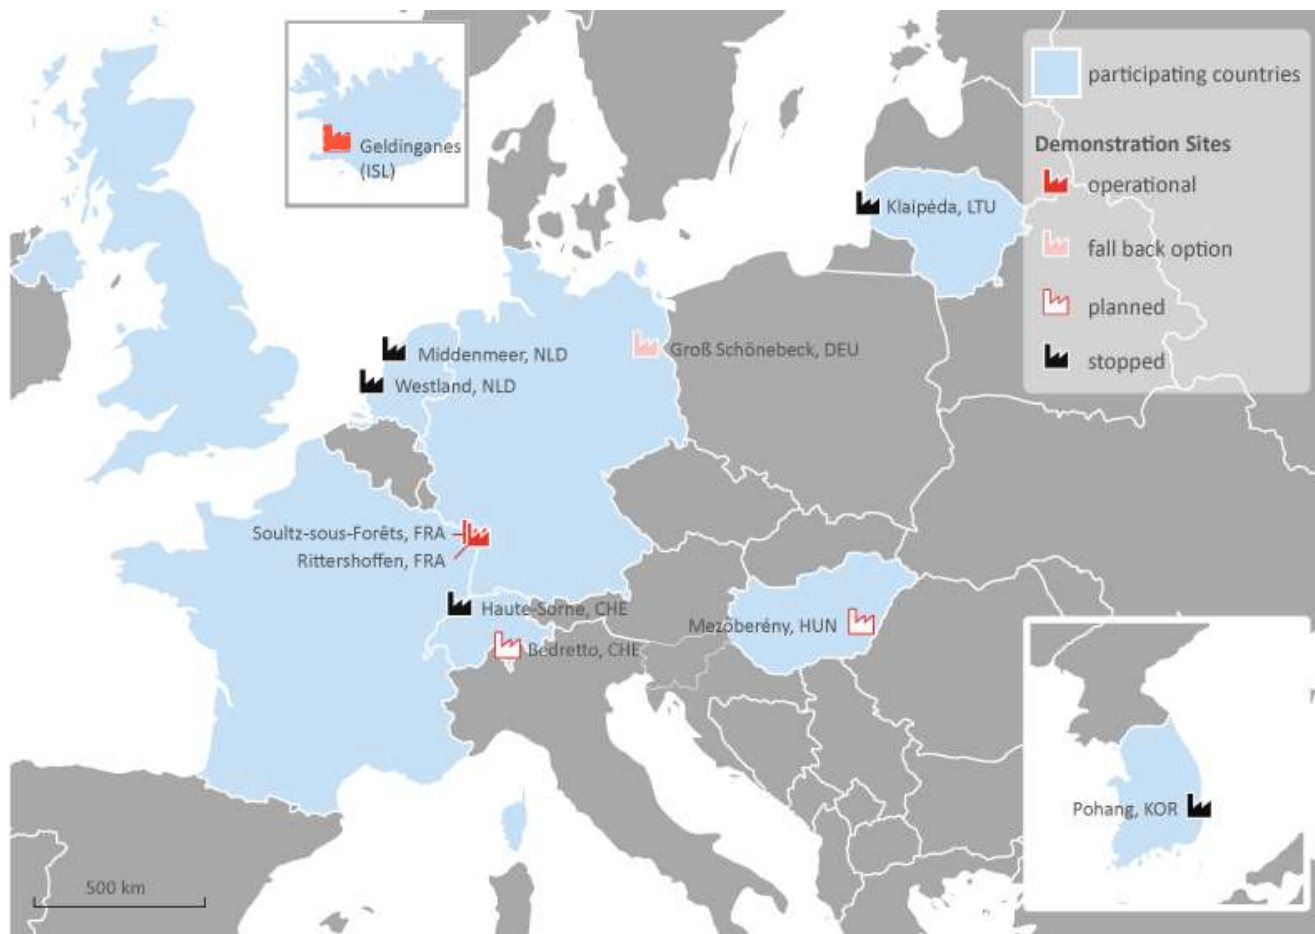 participating countries
Demonstration Sites
operational
fall back option
planned
stopped
Geldinganes
(ISL)
Klaipėda, LTU
Middenmeer, NLD
Westland, NLD
Groß Schönebeck, DEU
Soultz-sous-Forêts, FRA
Rittershoffen, FRA
Haute-Sorne, CHE
Bedretto, CHE
Mezőberény, HUN
Pohang, KOR
500 km